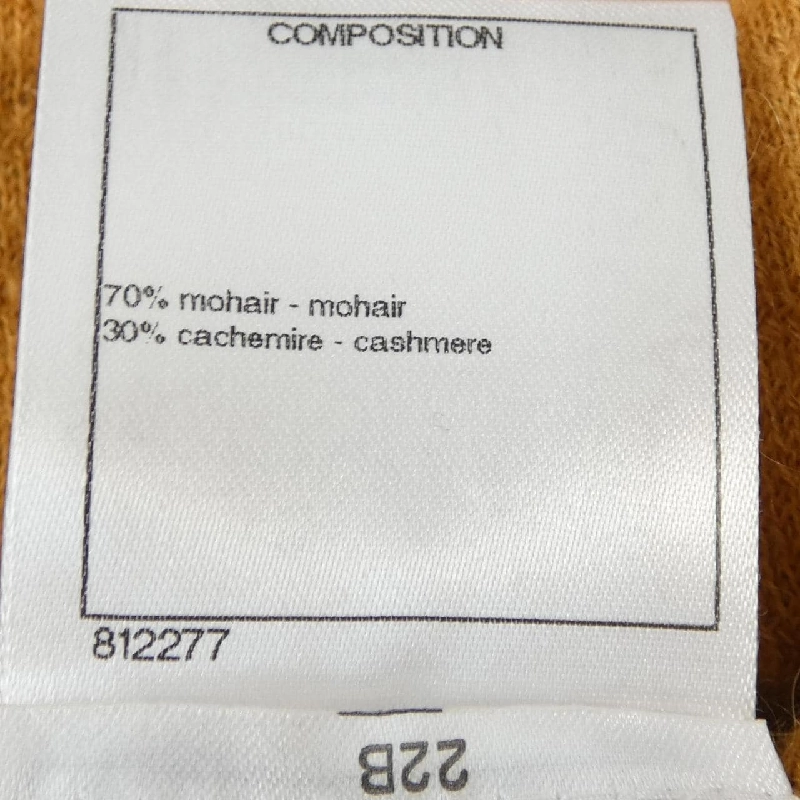 COMPOSITION
70% mohair - mohair
30% cachemire - cashmere
812277
22B